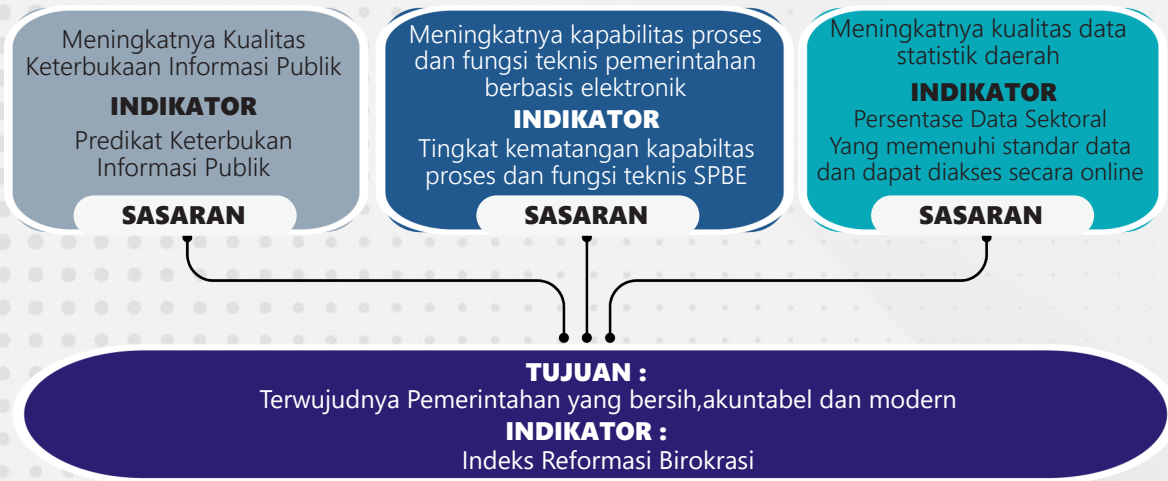 Meningkatnya Kualitas
Keterbukaan Informasi Publik
INDIKATOR
Predikat Keterbukan
Informasi Publik
SASARAN
Meningkatnya kapabilitas proses
dan fungsi teknis pemerintahan
berbasis elektronik
INDIKATOR
Tingkat kematangan kapabiltas
proses dan fungsi teknis SPBE
SASARAN
Meningkatnya kualitas data
statistik daerah
INDIKATOR
Persentase Data Sektoral
Yang memenuhi standar data
dan dapat diakses secara online
SASARAN
TUJUAN :
Terwujudnya Pemerintahan yang bersih,akuntabel dan modern
INDIKATOR :
Indeks Reformasi Birokrasi